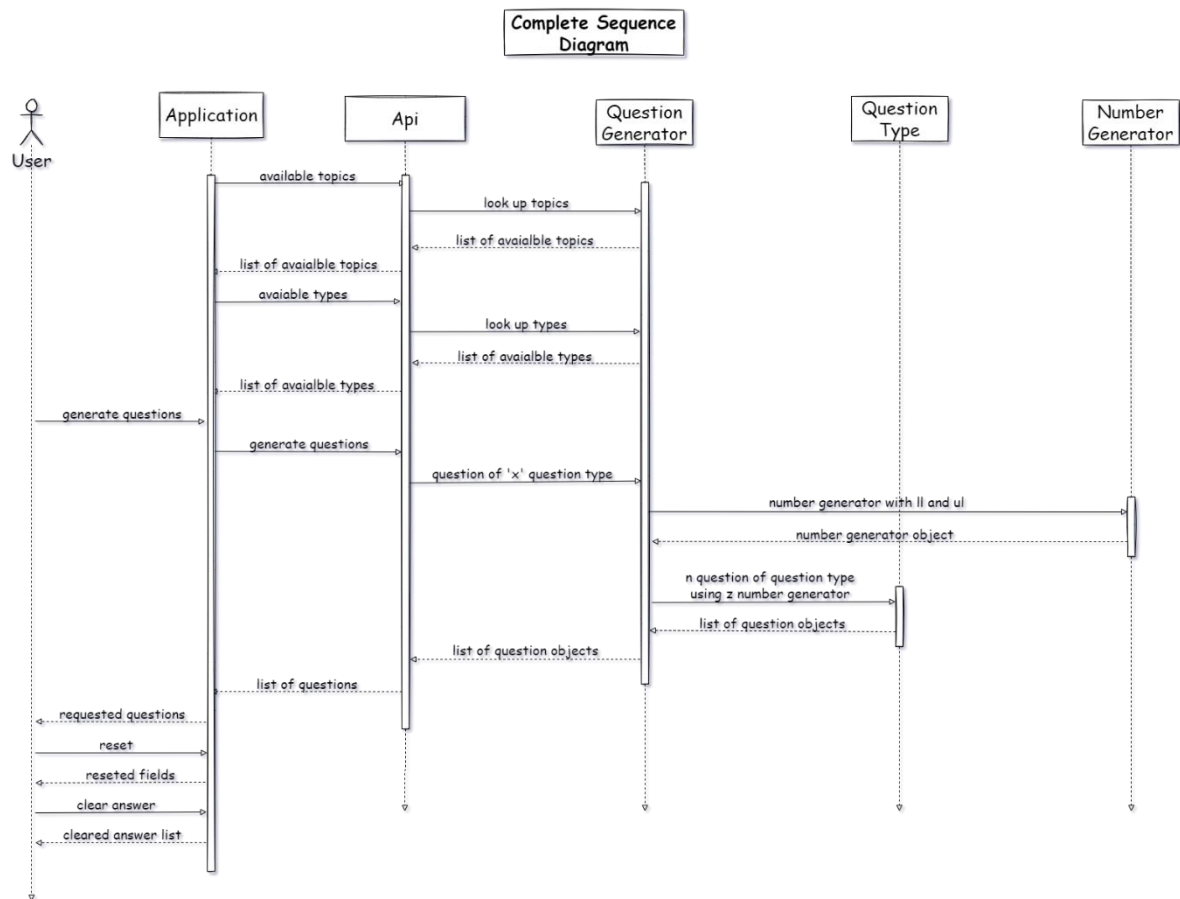 Complete Sequence
Diagram
User
Application
Api
Question
Generator
Question
Type
Number
Generator
available topics
look up topics
list of avaialble topics
list of avaialble topics
avaiable types
look up types
list of avaialble types
list of avaialble types
generate questions
generate questions
question of 'x' question type
number generator with ll and ul
number generator object
n question of question type
using z number generator
list of question objects
list of question objects
list of questions
requested questions
reset
reseted fields
clear answer
cleared answer list